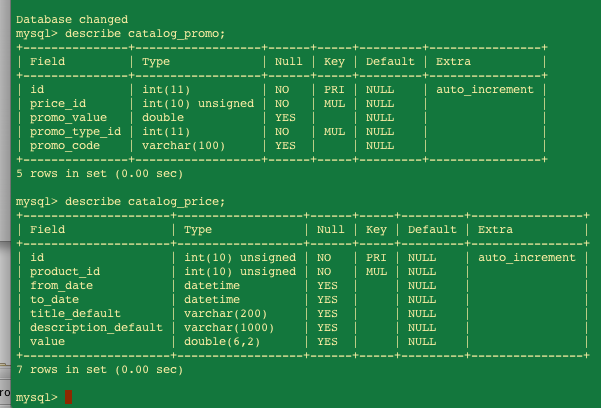 Database changed
mysql> describe catalog_promo;
+---------------+------------------+------+-----+---------+----------------+
| Field         | Type             | Null | Key | Default | Extra          |
+---------------+------------------+------+-----+---------+----------------+
| id            | int(11)          | NO   | PRI | NULL    | auto_increment |
| price_id      | int(10) unsigned | NO   | MUL | NULL    |                |
| promo_value   | double           | YES  |     | NULL    |                |
| promo_type_id | int(11)          | NO   | MUL | NULL    |                |
| promo_code    | varchar(100)     | YES  |     | NULL    |                |
+---------------+------------------+------+-----+---------+----------------+
5 rows in set (0.00 sec)
mysql> describe catalog_price;
+---------------------+------------------+------+-----+---------+----------------+
| Field               | Type             | Null | Key | Default | Extra          |
+---------------------+------------------+------+-----+---------+----------------+
| id                  | int(10) unsigned | NO   | PRI | NULL    | auto_increment |
| product_id          | int(10) unsigned | NO   | MUL | NULL    |                |
| from_date           | datetime         | YES  |     | NULL    |                |
| to_date             | datetime         | YES  |     | NULL    |                |
| title_default       | varchar(200)     | YES  |     | NULL    |                |
| description_default | varchar(1000)    | YES  |     | NULL    |                |
| value               | double(6,2)      | YES  |     | NULL    |                |
+---------------------+------------------+------+-----+---------+----------------+
7 rows in set (0.00 sec)
ro
mysql>